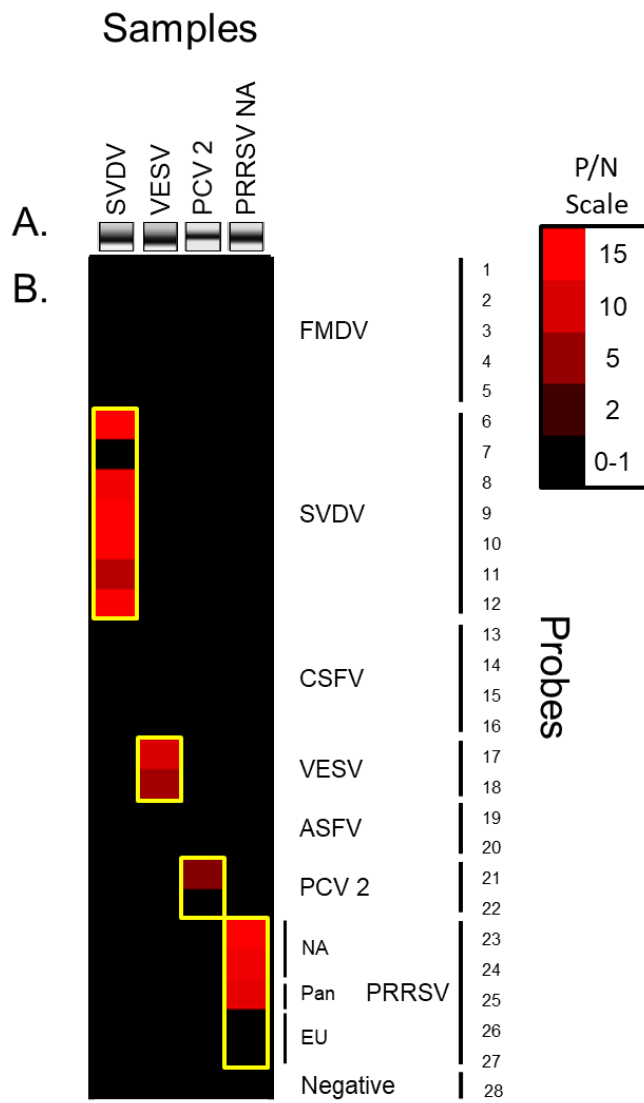 Samples
SVDV
VESV
PCV 2
PRRSV NA
A.
B.
P/N
Scale
15
10
5
2
0-1
FMDV
1
2
3
4
5
SVDV
6
7
8
9
10
11
12
CSFV
13
14
15
16
VESV
17
18
ASFV
19
20
PCV 2
21
22
NA
Pan
EU
PRRSV
23
24
25
26
27
Negative
28
Probes